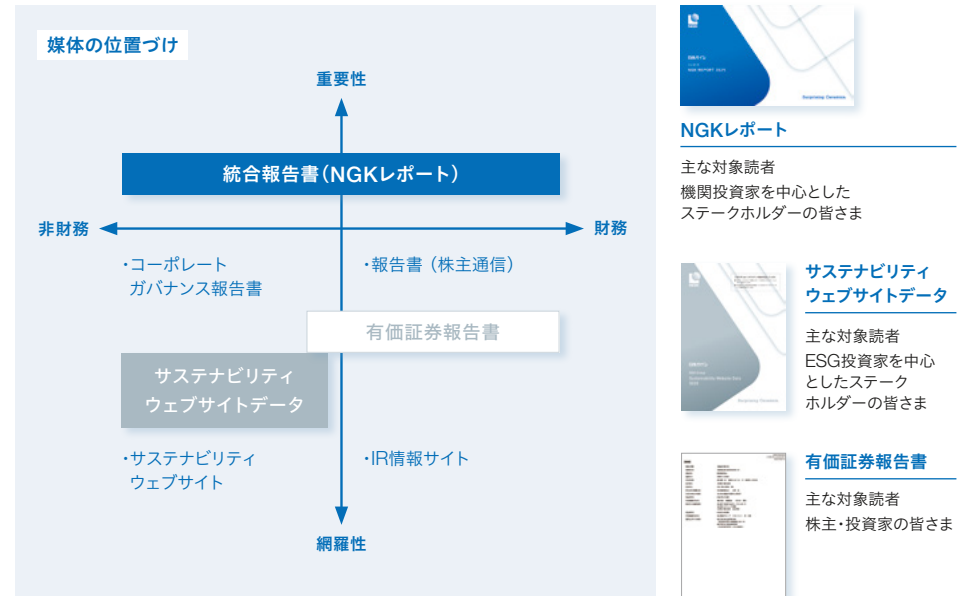 媒体の位置づけ
重要性
統合報告書（NGKレポート）
非財務
財務
・コーポレート
ガバナンス報告書
・報告書（株主通信）
有価証券報告書
サステナビリティ
ウェブサイトデータ
・サステナビリティ
ウェブサイト
・IR情報サイト
網羅性
NGKレポート
主な対象読者
機関投資家を中心とした
ステークホルダーの皆さま
サステナビリティ
ウェブサイトデータ
主な対象読者
ESG投資家を中心
としたステーク
ホルダーの皆さま
有価証券報告書
主な対象読者
株主・投資家の皆さま